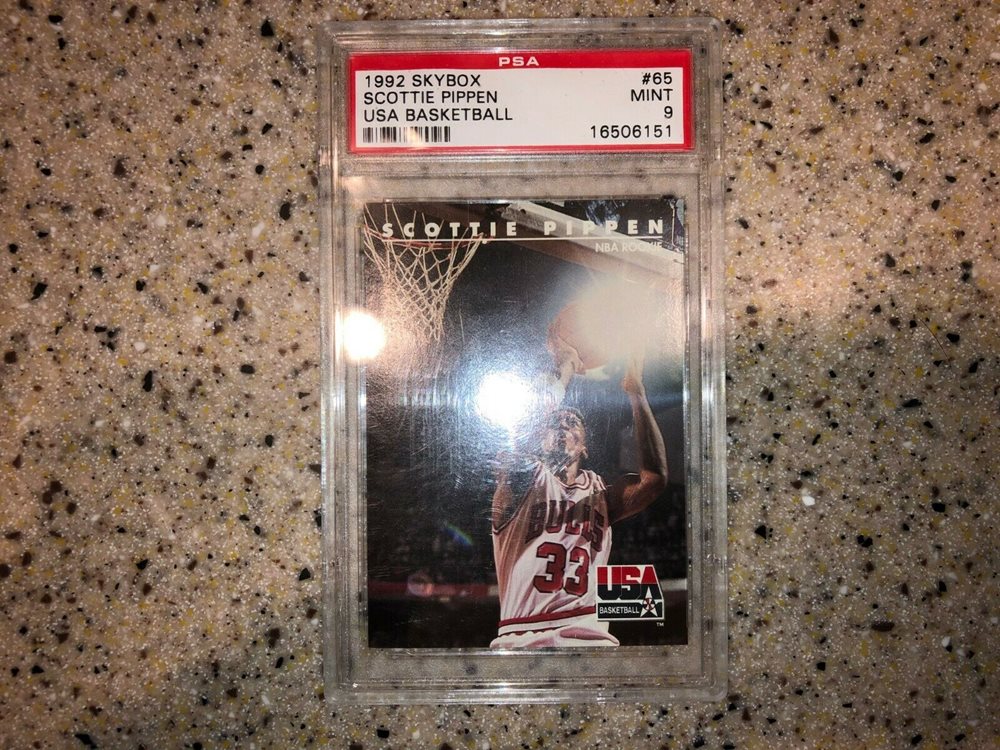 PSA
1992 SKYBOX #65
SCOTTIE PIPPEN MINT
USA BASKETBALL 9
16506151
SCOTTIE PIPPEN
NBA ROOKIE
BULLS
33
USA
BASKETBALL
TM